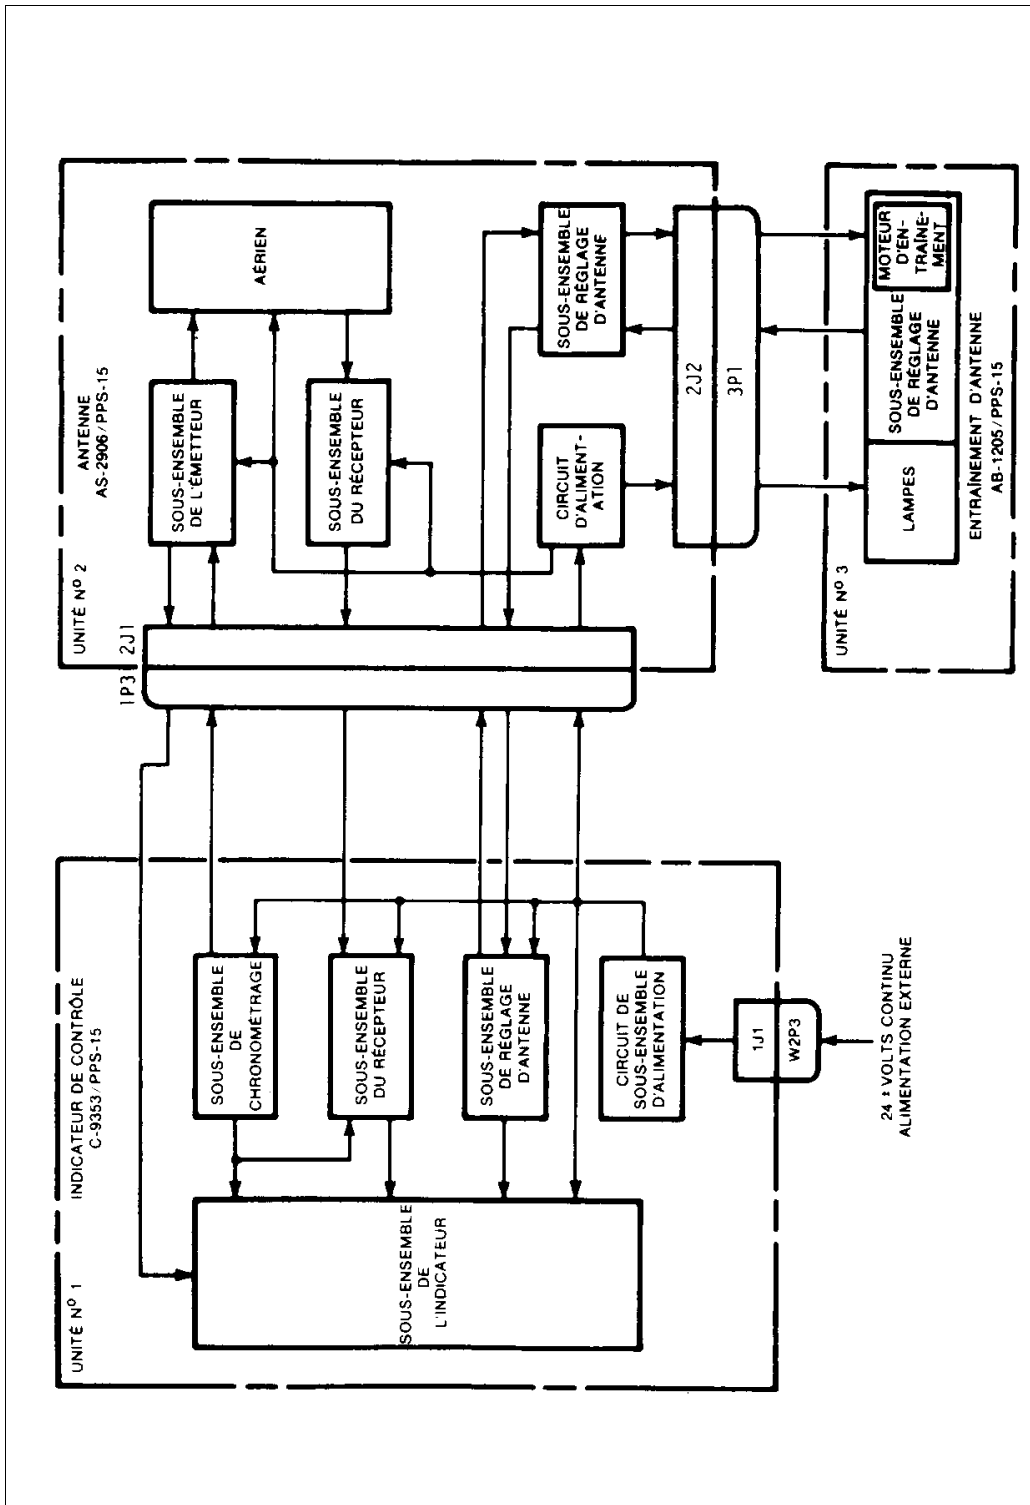 UNITÉ Nº 1
INDICATEUR DE CONTRÔLE
C-9353/PPS-15
SOUS-ENSEMBLE
DE
L'INDICATEUR
SOUS-ENSEMBLE
DE
CHRONOMÉTRAGE
SOUS-ENSEMBLE
DU RÉCEPTEUR
SOUS-ENSEMBLE
DE RÉGLAGE
D'ANTENNE
CIRCUIT DE
SOUS-ENSEMBLE
D'ALIMENTATION
1J1
W2P3
24 ± VOLTS CONTINU
ALIMENTATION EXTERNE
1P3
2J1
UNITÉ Nº 2
ANTENNE
AS-2906/PPS-15
SOUS-ENSEMBLE
DE L'ÉMETTEUR
AÉRIEN
SOUS-ENSEMBLE
DU RÉCEPTEUR
CIRCUIT
D'ALIMENT-
ATION
SOUS-ENSEMBLE
DE RÉGLAGE
D'ANTENNE
2J2
3P1
UNITÉ Nº 3
LAMPES
SOUS-ENSEMBLE
DE RÉGLAGE
D'ANTENNE
MOTEUR
D'EN-
TRAÎNE-
MENT
ENTRAÎNEMENT D'ANTENNE
AB-1205/PPS-15